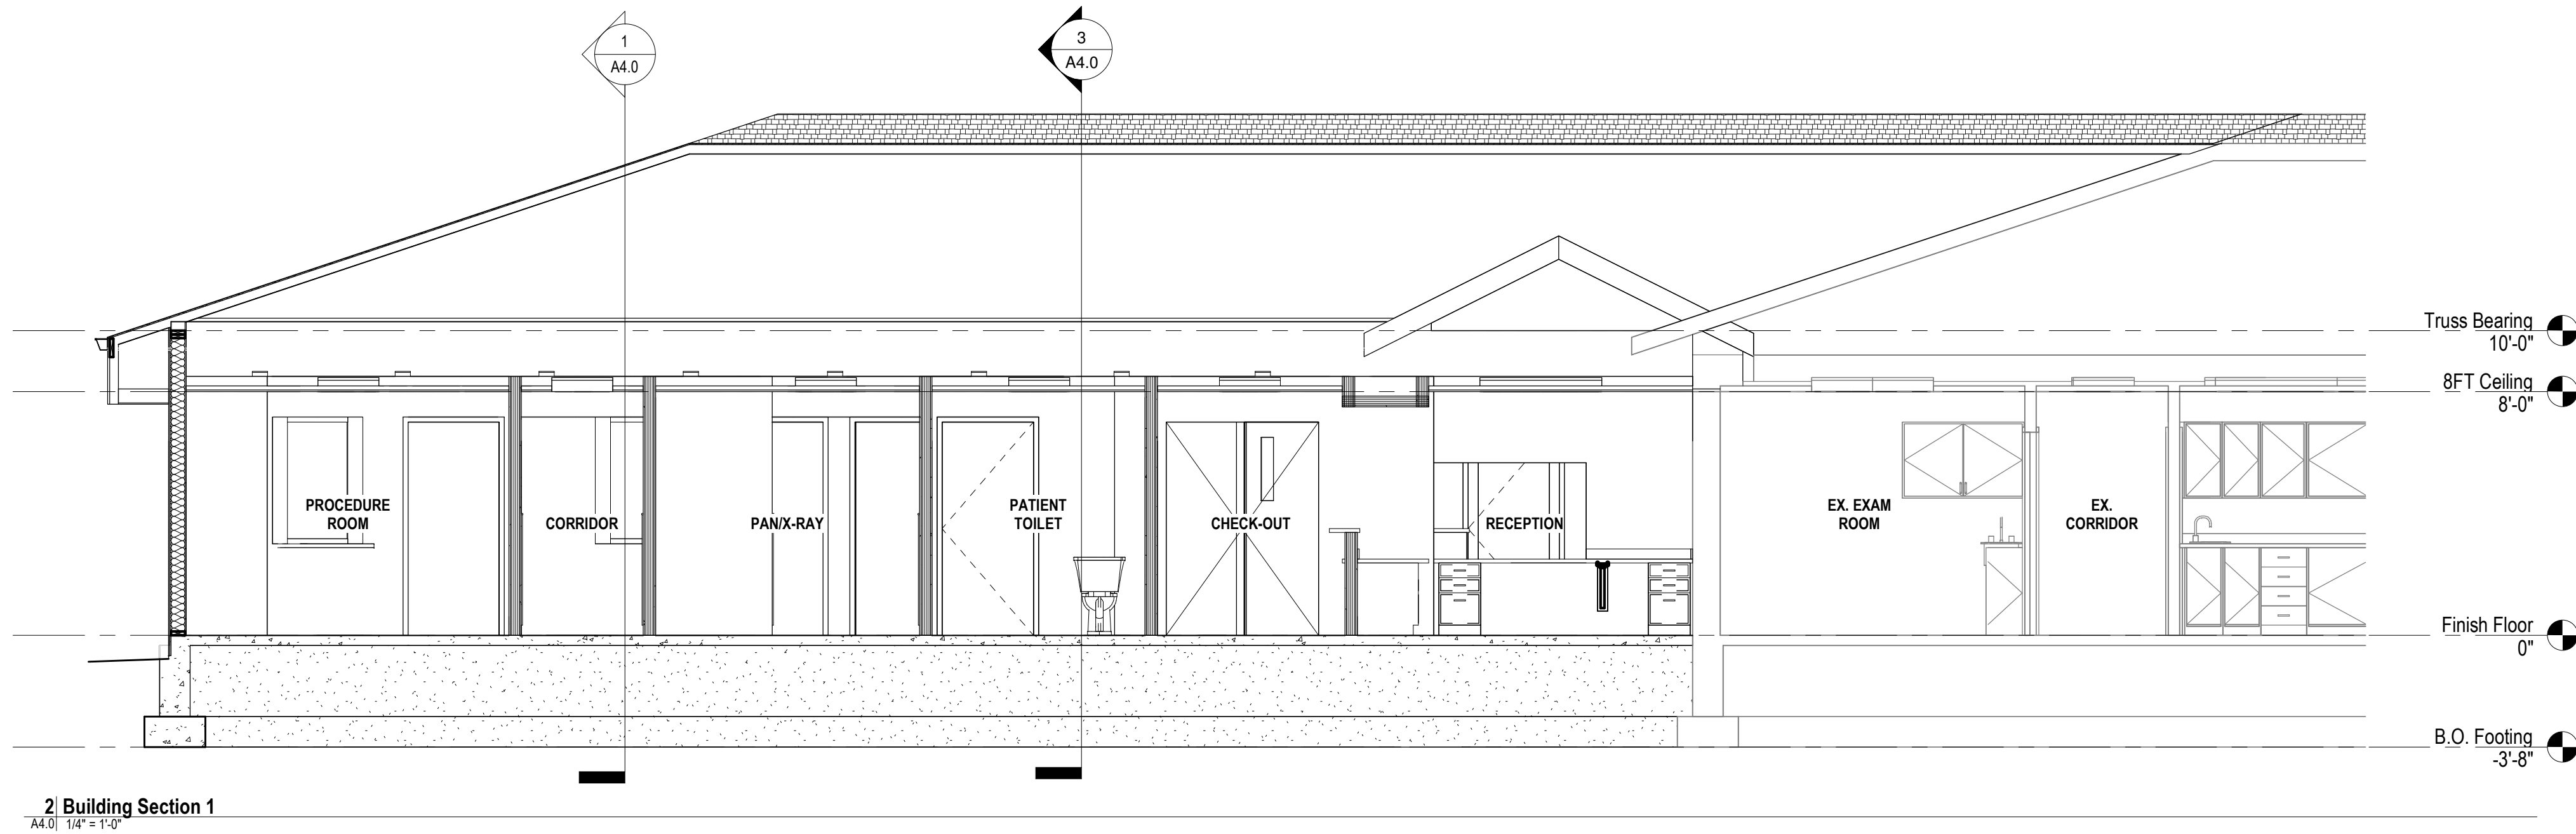 1
A4.0
3
A4.0
Truss Bearing
10'-0"
8FT Ceiling
8'-0"
PROCEDURE
ROOM
CORRIDOR
PAN/X-RAY
PATIENT
TOILET
CHECK-OUT
RECEPTION
EX. EXAM
ROOM
EX.
CORRIDOR
Finish Floor
0"
B.O. Footing
-3'-8"
2 Building Section 1
A4.0 1/4" = 1'-0"